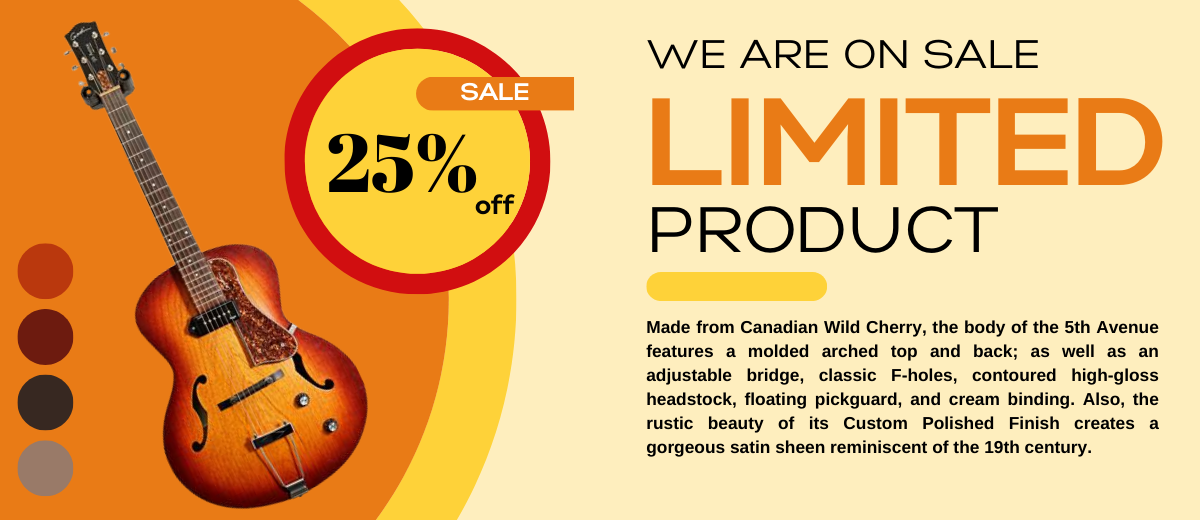 SALE
25%
off
WE ARE ON SALE
LIMITED
PRODUCT
Made from Canadian Wild Cherry, the body of the 5th Avenue
features a molded arched top and back; as well as an
adjustable bridge, classic F-holes, contoured high-gloss
headstock, floating pickguard, and cream binding. Also, the
rustic beauty of its Custom Polished Finish creates a
gorgeous satin sheen reminiscent of the 19th century.